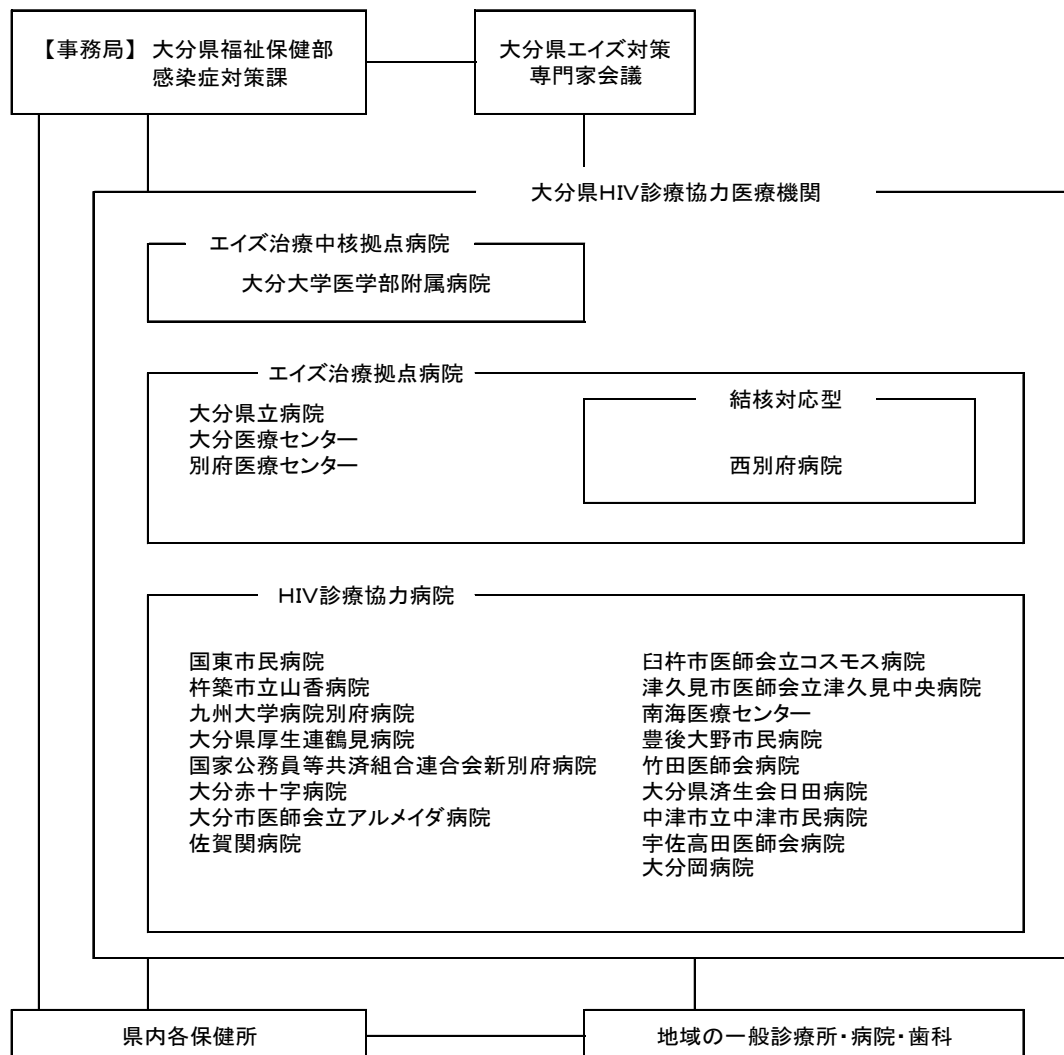 【事務局】 大分県福祉保健部
感染症対策課
大分県エイズ対策
専門家会議
大分県HIV診療協力医療機関
エイズ治療中核拠点病院
大分大学医学部附属病院
エイズ治療拠点病院
大分県立病院
大分医療センター
別府医療センター
結核対応型
西別府病院
HIV診療協力病院
国東市民病院
杵築市立山香病院
九州大学病院別府病院
大分県厚生連鶴見病院
国家公務員等共済組合連合会新別府病院
大分赤十字病院
大分市医師会立アルメイダ病院
佐賀関病院
臼杵市医師会立コスモス病院
津久見市医師会立津久見中央病院
南海医療センター
豊後大野市民病院
竹田医師会病院
大分県済生会日田病院
中津市立中津市民病院
宇佐高田医師会病院
大分岡病院
県内各保健所
地域の一般診療所・病院・歯科